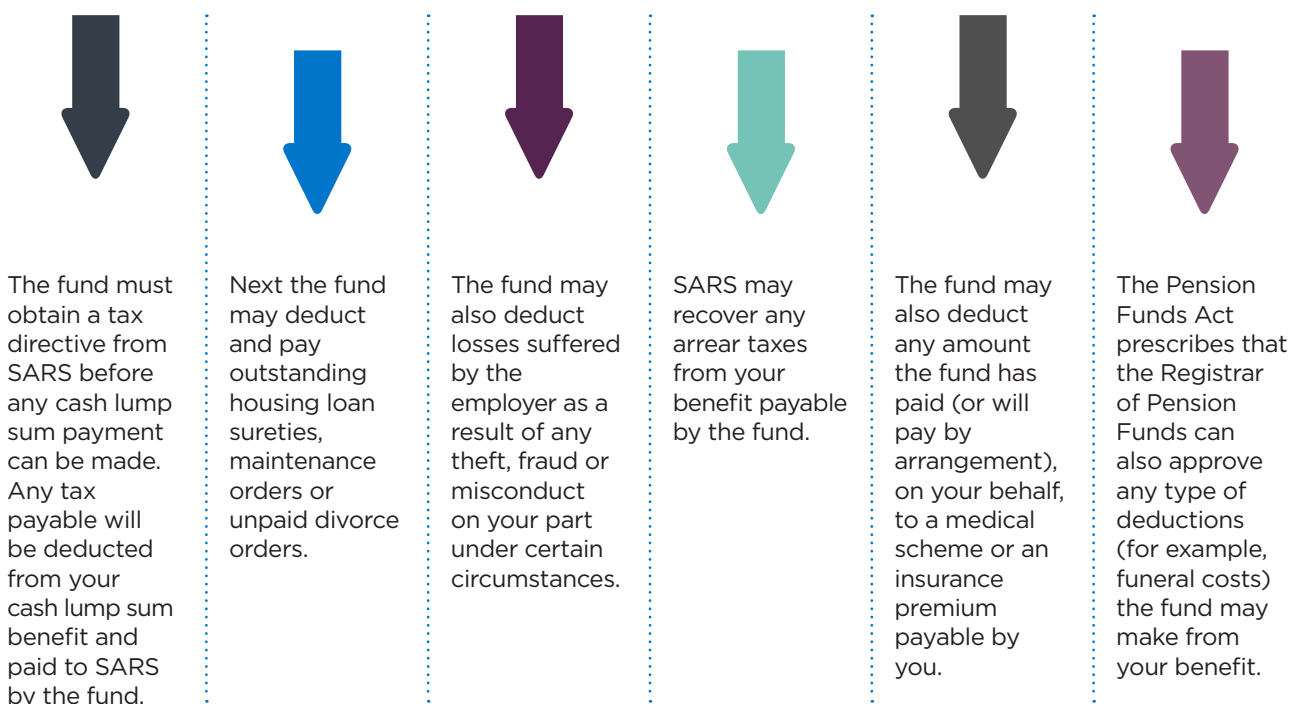 The fund must
obtain a tax
directive from
SARS before
any cash lump
sum payment
can be made.
Any tax
payable will
be deducted
from your
cash lump sum
benefit and
paid to SARS
by the fund.
Next the fund
may deduct
and pay
outstanding
housing loan
sureties,
maintenance
orders or
unpaid divorce
orders.
The fund may
also deduct
losses suffered
by the
employer as a
result of any
theft, fraud or
misconduct
on your part
under certain
circumstances.
SARS may
recover any
arrear taxes
from your
benefit payable
by the fund.
The fund may
also deduct
any amount
the fund has
paid (or will
pay by
arrangement),
on your behalf,
to a medical
scheme or an
insurance
premium
payable by
you.
The Pension
Funds Act
prescribes that
the Registrar
of Pension
Funds can
also approve
any type of
deductions
(for example,
funeral costs)
the fund may
make from
your benefit.